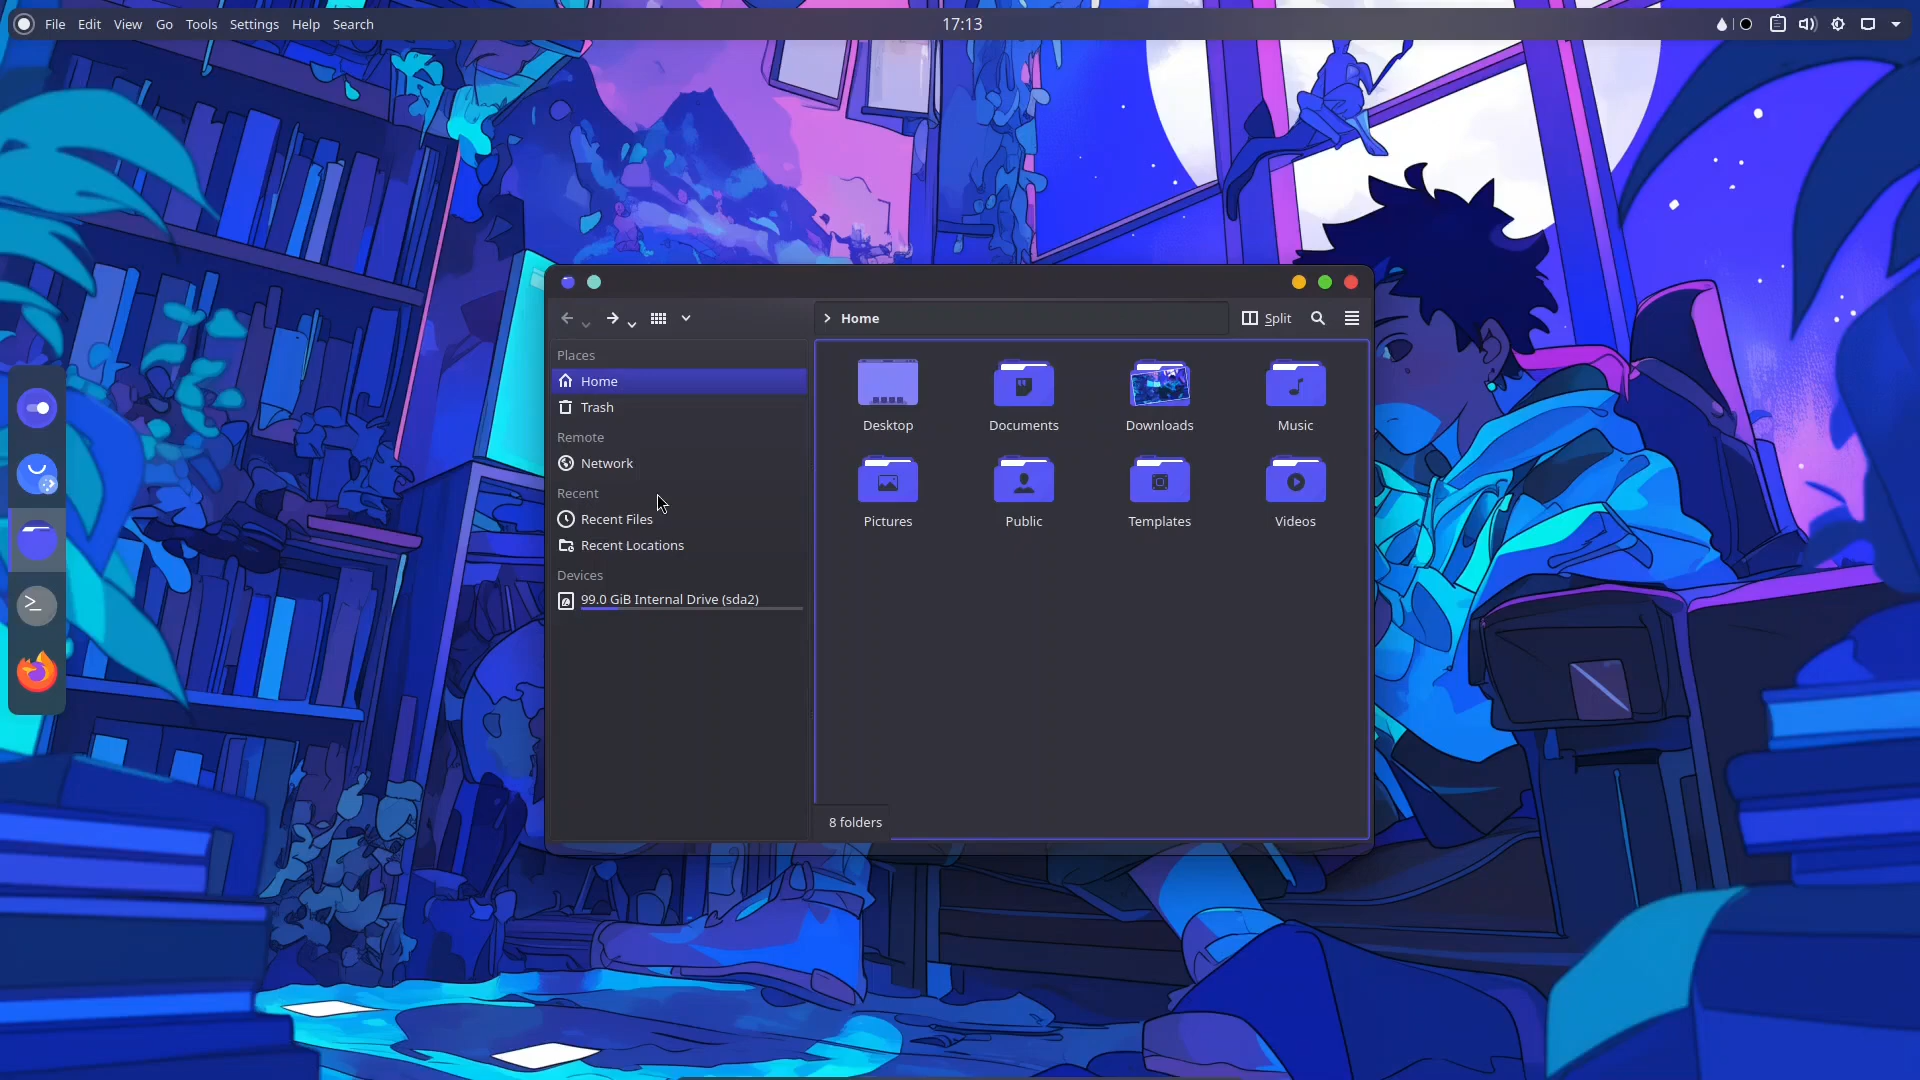 File Edit View Go Tools Settings Help Search
17:13
Home
Split
Places
Home
Trash
Remote
Network
Recent
Recent Files
Recent Locations
Devices
99.0 GiB Internal Drive (sda2)
Desktop Documents Downloads Music
Pictures Public Templates Videos
8 folders